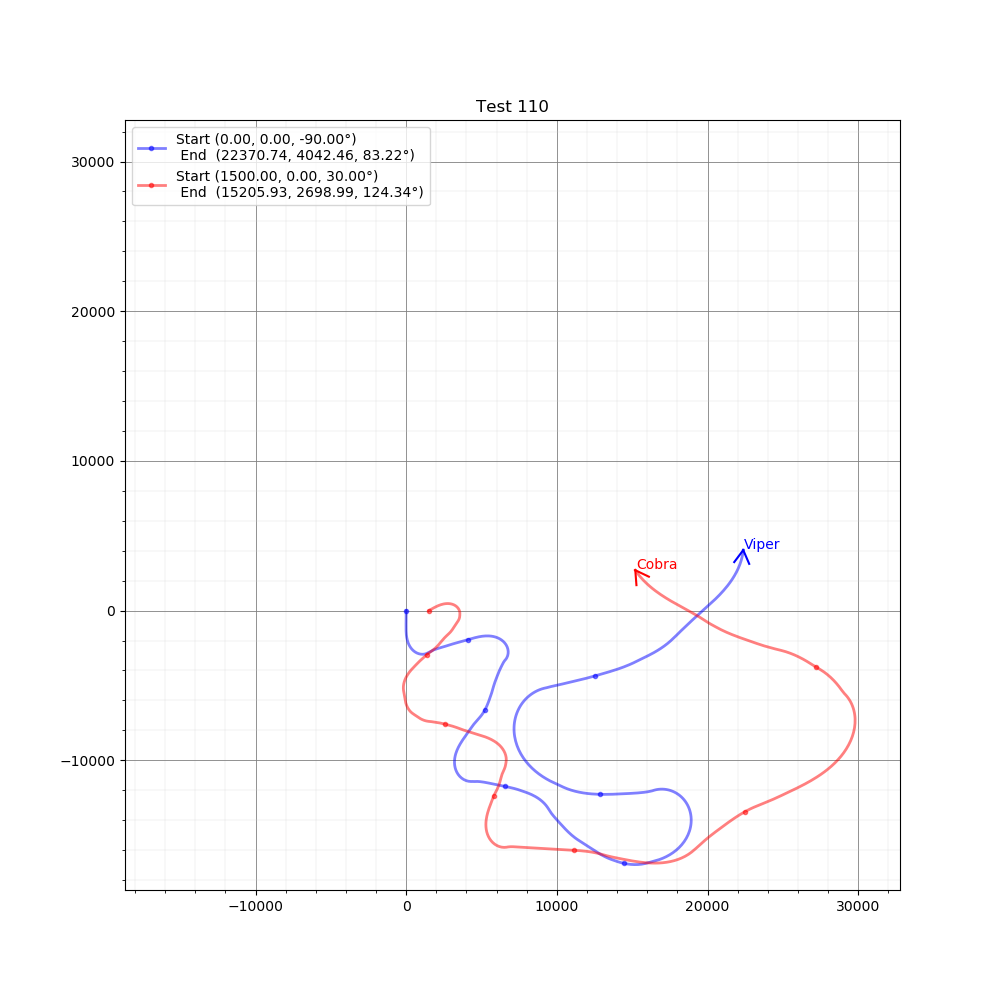 Test 110
Start (0.00, 0.00, -90.00°)
End  (22370.74, 4042.46, 83.22°)
Start (1500.00, 0.00, 30.00°)
End  (15205.93, 2698.99, 124.34°)
30000
20000
10000
0
−10000
Viper
Cobra
−10000
0
10000
20000
30000